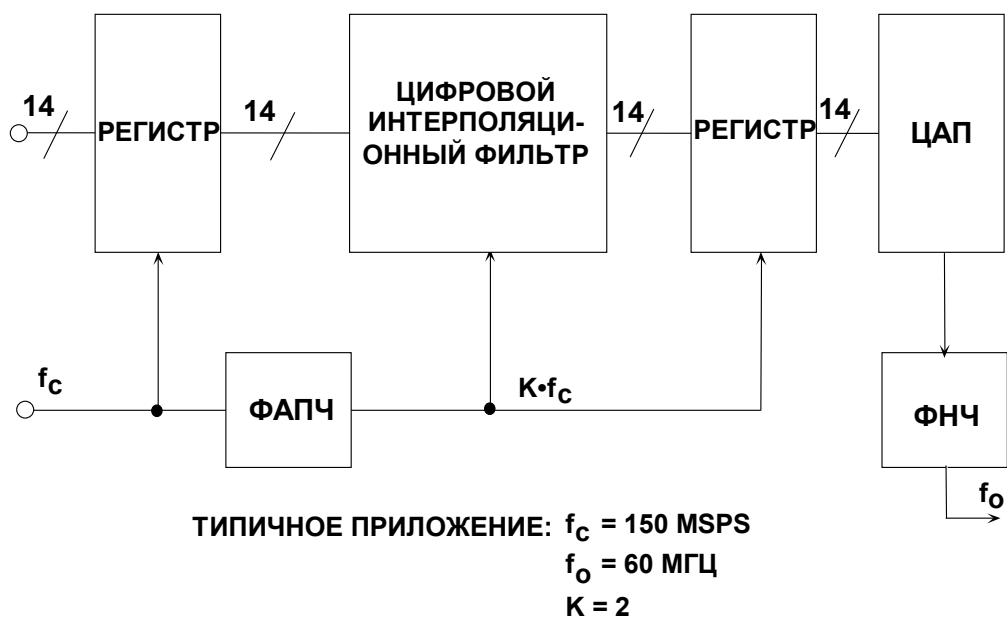 14
РЕГИСТР
14
ЦИФРОВОЙ
ИНТЕРПОЛЯЦИ-
ОННЫЙ ФИЛЬТР
14
РЕГИСТР
14
ЦАП
fc
ФАПЧ
K•fc
ФНЧ
fo
ТИПИЧНОЕ ПРИЛОЖЕНИЕ: fc = 150 MSPS
fo = 60 МГЦ
K = 2